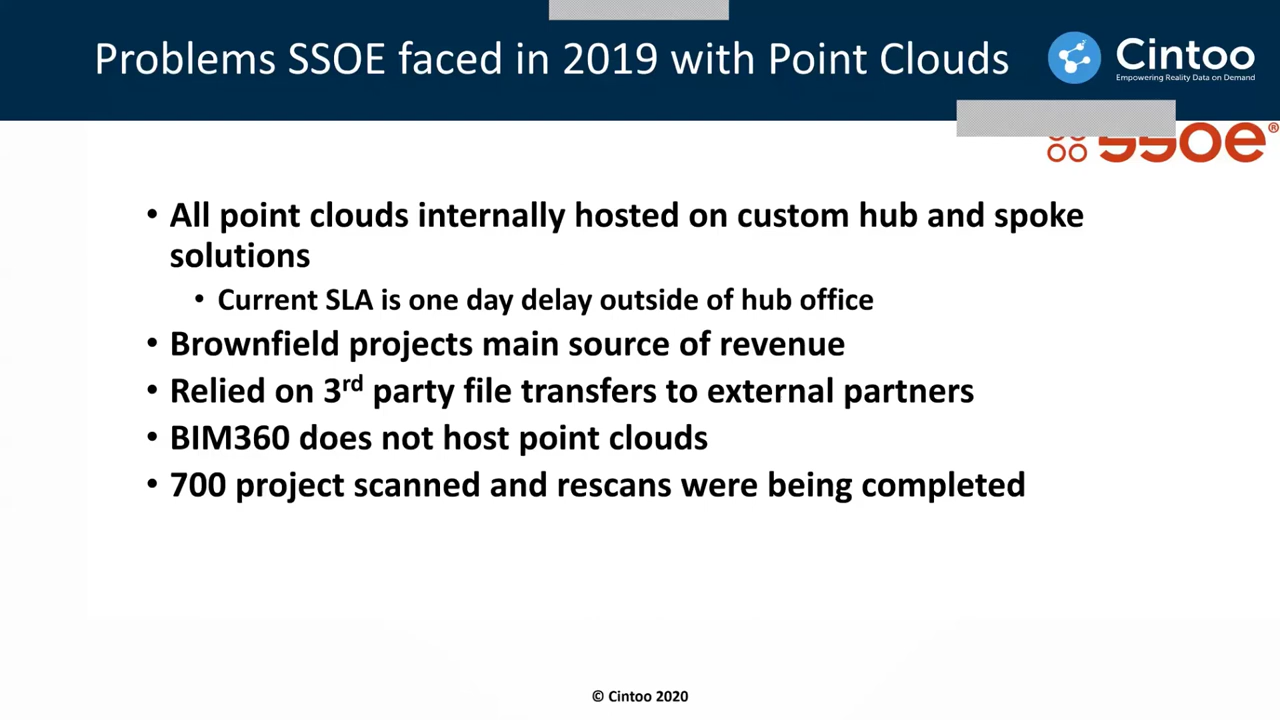 Problems SSOE faced in 2019 with Point Clouds
Cintoo
Empowering Reality Data on Demand
ssoe®
• All point clouds internally hosted on custom hub and spoke
solutions
• Current SLA is one day delay outside of hub office
• Brownfield projects main source of revenue
• Relied on 3rd party file transfers to external partners
• BIM360 does not host point clouds
• 700 project scanned and rescans were being completed
© Cintoo 2020